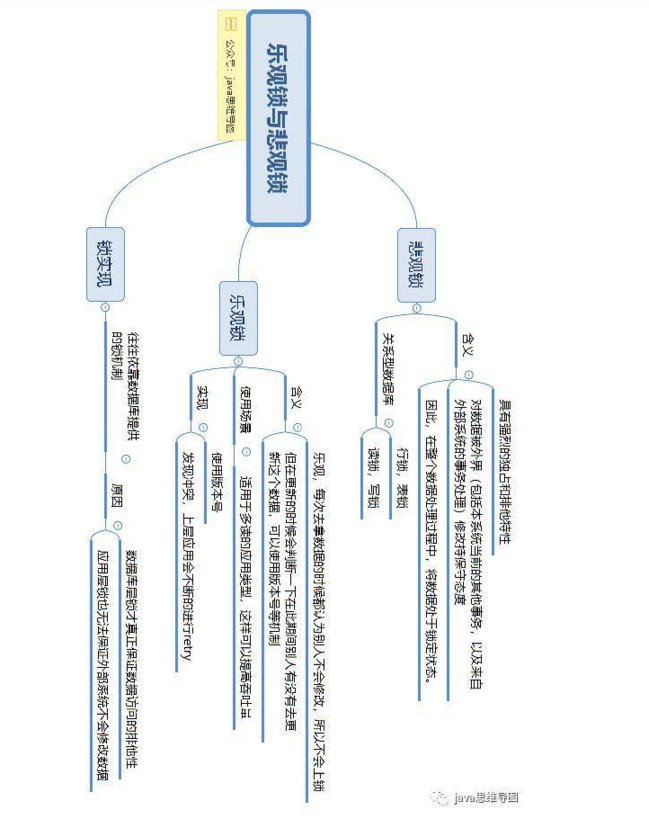 乐观锁与悲观锁
公众号：java思维导图
悲观锁
含义
具有强烈的独占和排他特性
对数据被外界（包括本系统当前的其他事务，以及来自
外部系统的事务处理）修改持保守态度
因此，在整个数据处理过程中，将数据处于锁定状态。
关系型数据库
行锁，表锁
读锁，写锁
乐观锁
含义
乐观，每次去拿数据的时候都认为别人不会修改，所以不会上锁
但在更新的时候会判断一下在此期间别人有没有去更
新这个数据，可以使用版本号等机制
使用场景
适用于多读的应用类型，这样可以提高吞吐
实现
使用版本号
发现冲突，上层应用会不断的进行retry
锁实现
往往依靠数据库提供
的锁机制
原因
数据库层锁才真正保证数据访问的排他性
应用层锁也无法保证外部系统不会修改数据
java思维导图